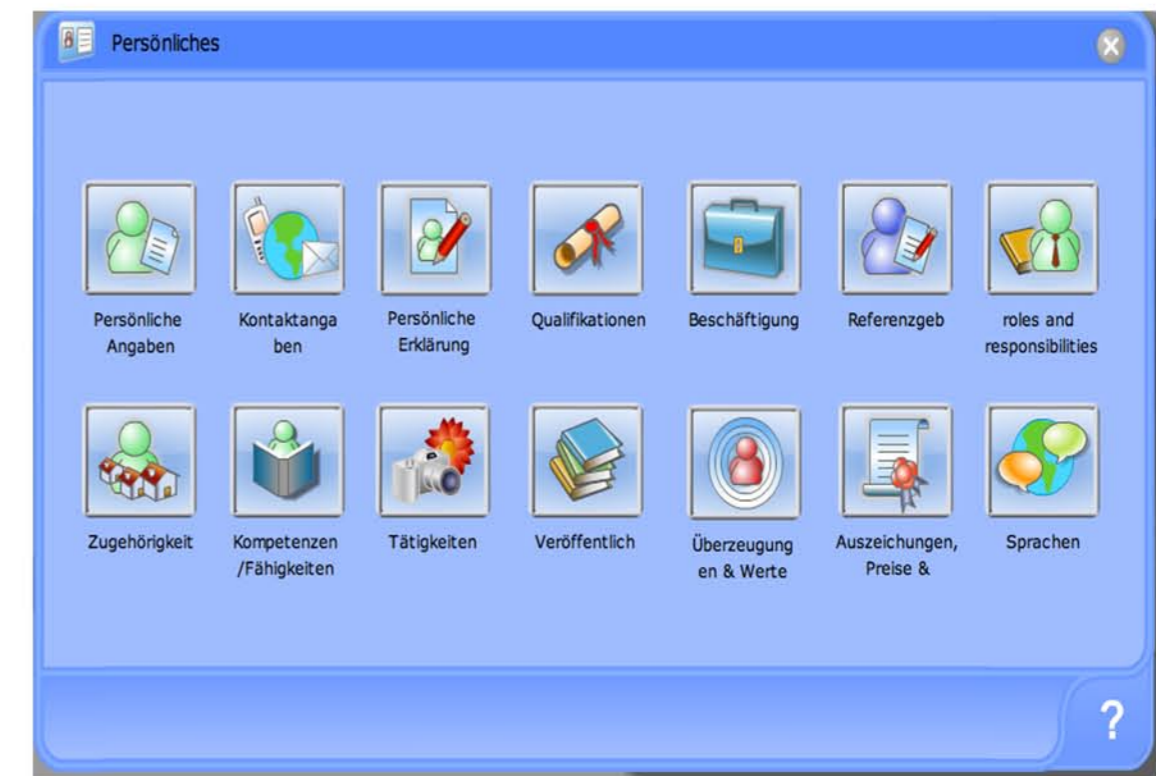 Persönliches
Persönliche
Angaben
Kontaktanga
ben
Persönliche
Erklärung
Qualifikationen
Beschäftigung
Referenzgeb
roles and
responsibilities
Zugehörigkeit
Kompetenzen
/Fähigkeiten
Tätigkeiten
Veröffentlich
Überzeugung
en & Werte
Auszeichungen,
Preise &
Sprachen
?